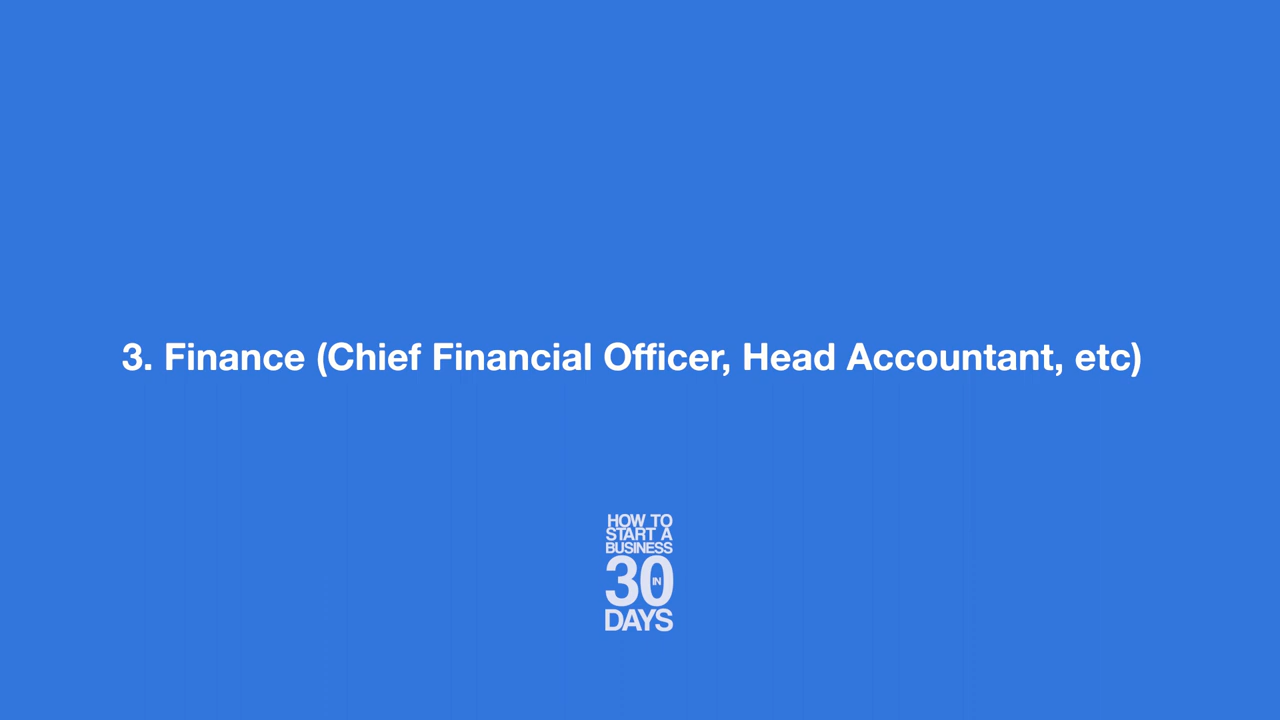 3. Finance (Chief Financial Officer, Head Accountant, etc)
HOW TO
START A
BUSINESS
30
IN
DAYS